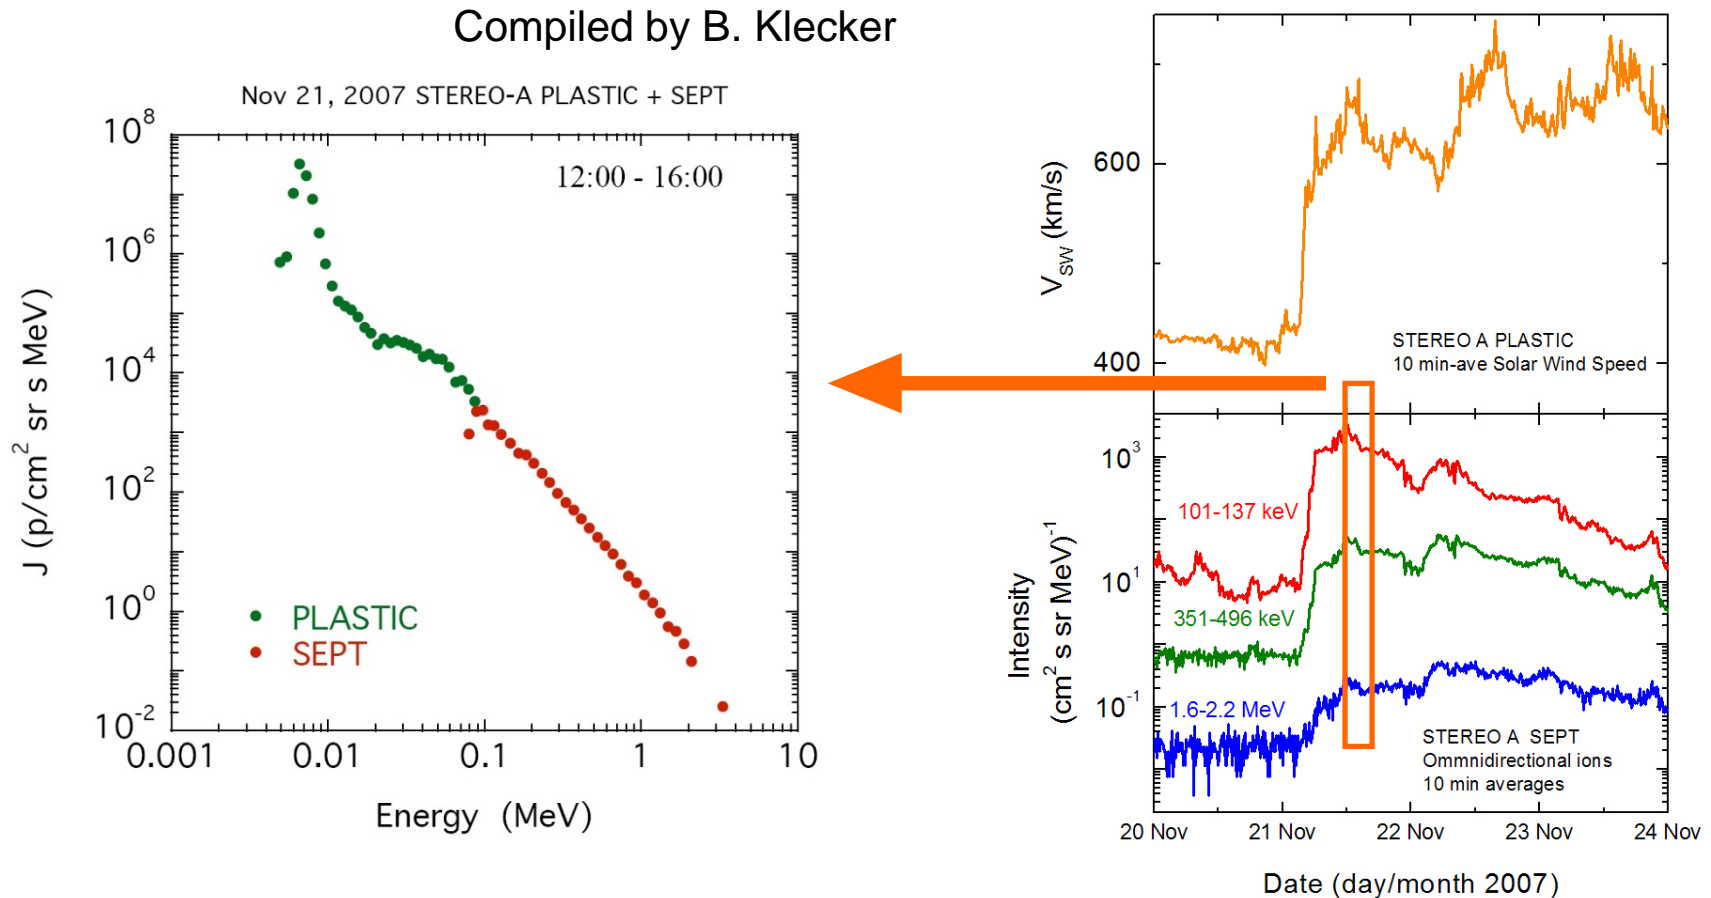 Compiled by B. Klecker
Nov 21, 2007 STEREO-A PLASTIC + SEPT
12:00 - 16:00
10^8
10^6
10^4
10^2
10^0
10^-2
J (p/cm^2 sr s MeV)
PLASTIC
SEPT
0.001
0.01
0.1
1
10
Energy (MeV)
600
400
V_SW (km/s)
STEREO A PLASTIC
10 min-ave Solar Wind Speed
10^3
10^1
10^-1
Intensity
(cm^2 s sr MeV)^-1
101-137 keV
351-496 keV
1.6-2.2 MeV
STEREO A SEPT
Ommnidirectional ions
10 min averages
20 Nov
21 Nov
22 Nov
23 Nov
24 Nov
Date (day/month 2007)